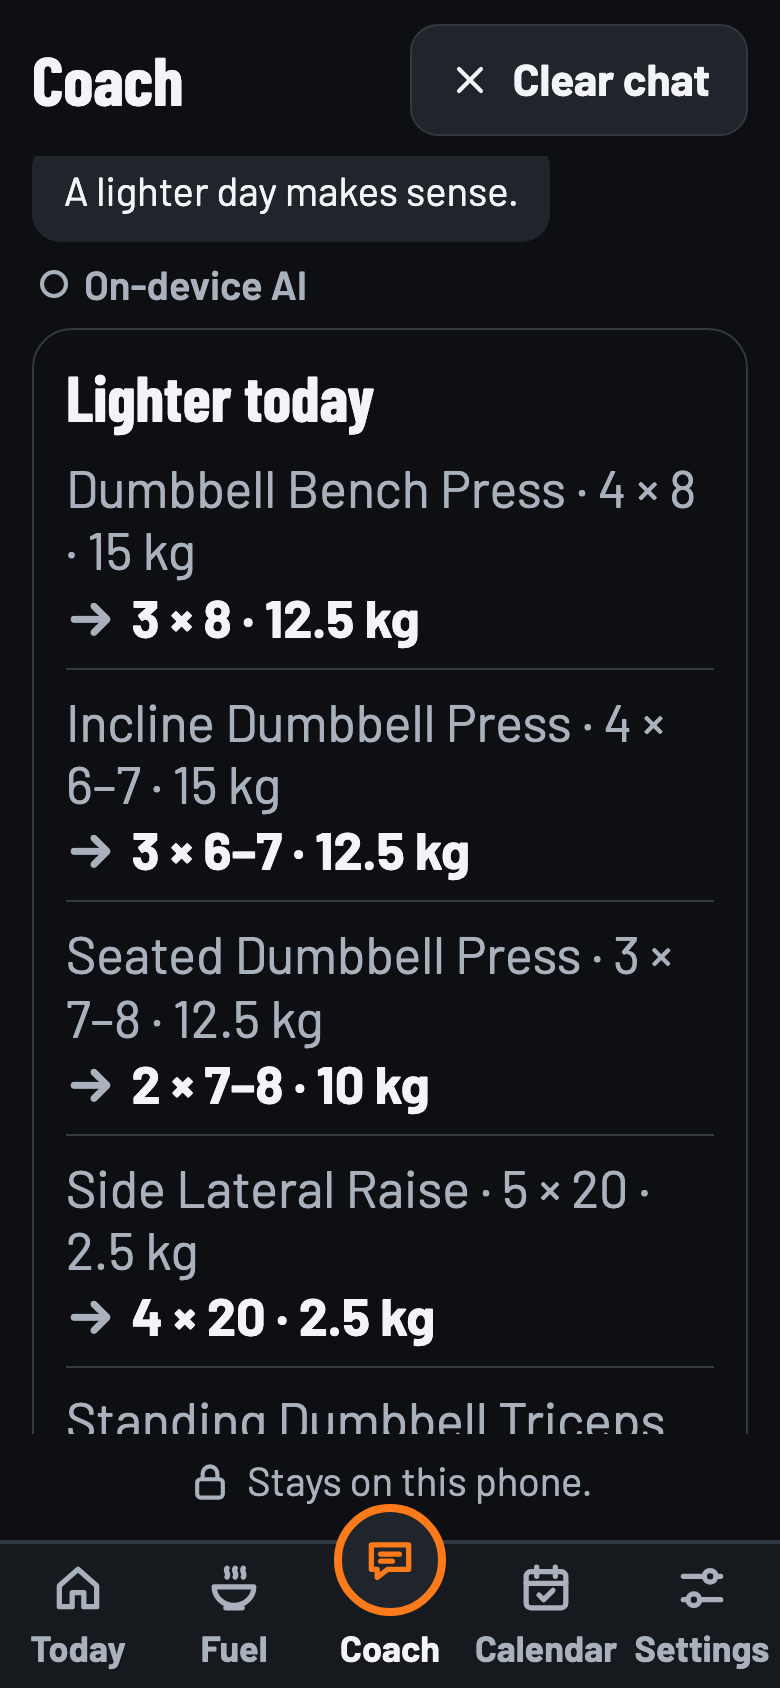 Coach
Clear chat
A lighter day makes sense.
On-device AI
Lighter today
Dumbbell Bench Press · 4 × 8
· 15 kg
→ 3 × 8 · 12.5 kg
Incline Dumbbell Press · 4 ×
6–7 · 15 kg
→ 3 × 6–7 · 12.5 kg
Seated Dumbbell Press · 3 ×
7–8 · 12.5 kg
→ 2 × 7–8 · 10 kg
Side Lateral Raise · 5 × 20 ·
2.5 kg
→ 4 × 20 · 2.5 kg
Standing Dumbbell Triceps
Stays on this phone.
Today
Fuel
Coach
Calendar
Settings